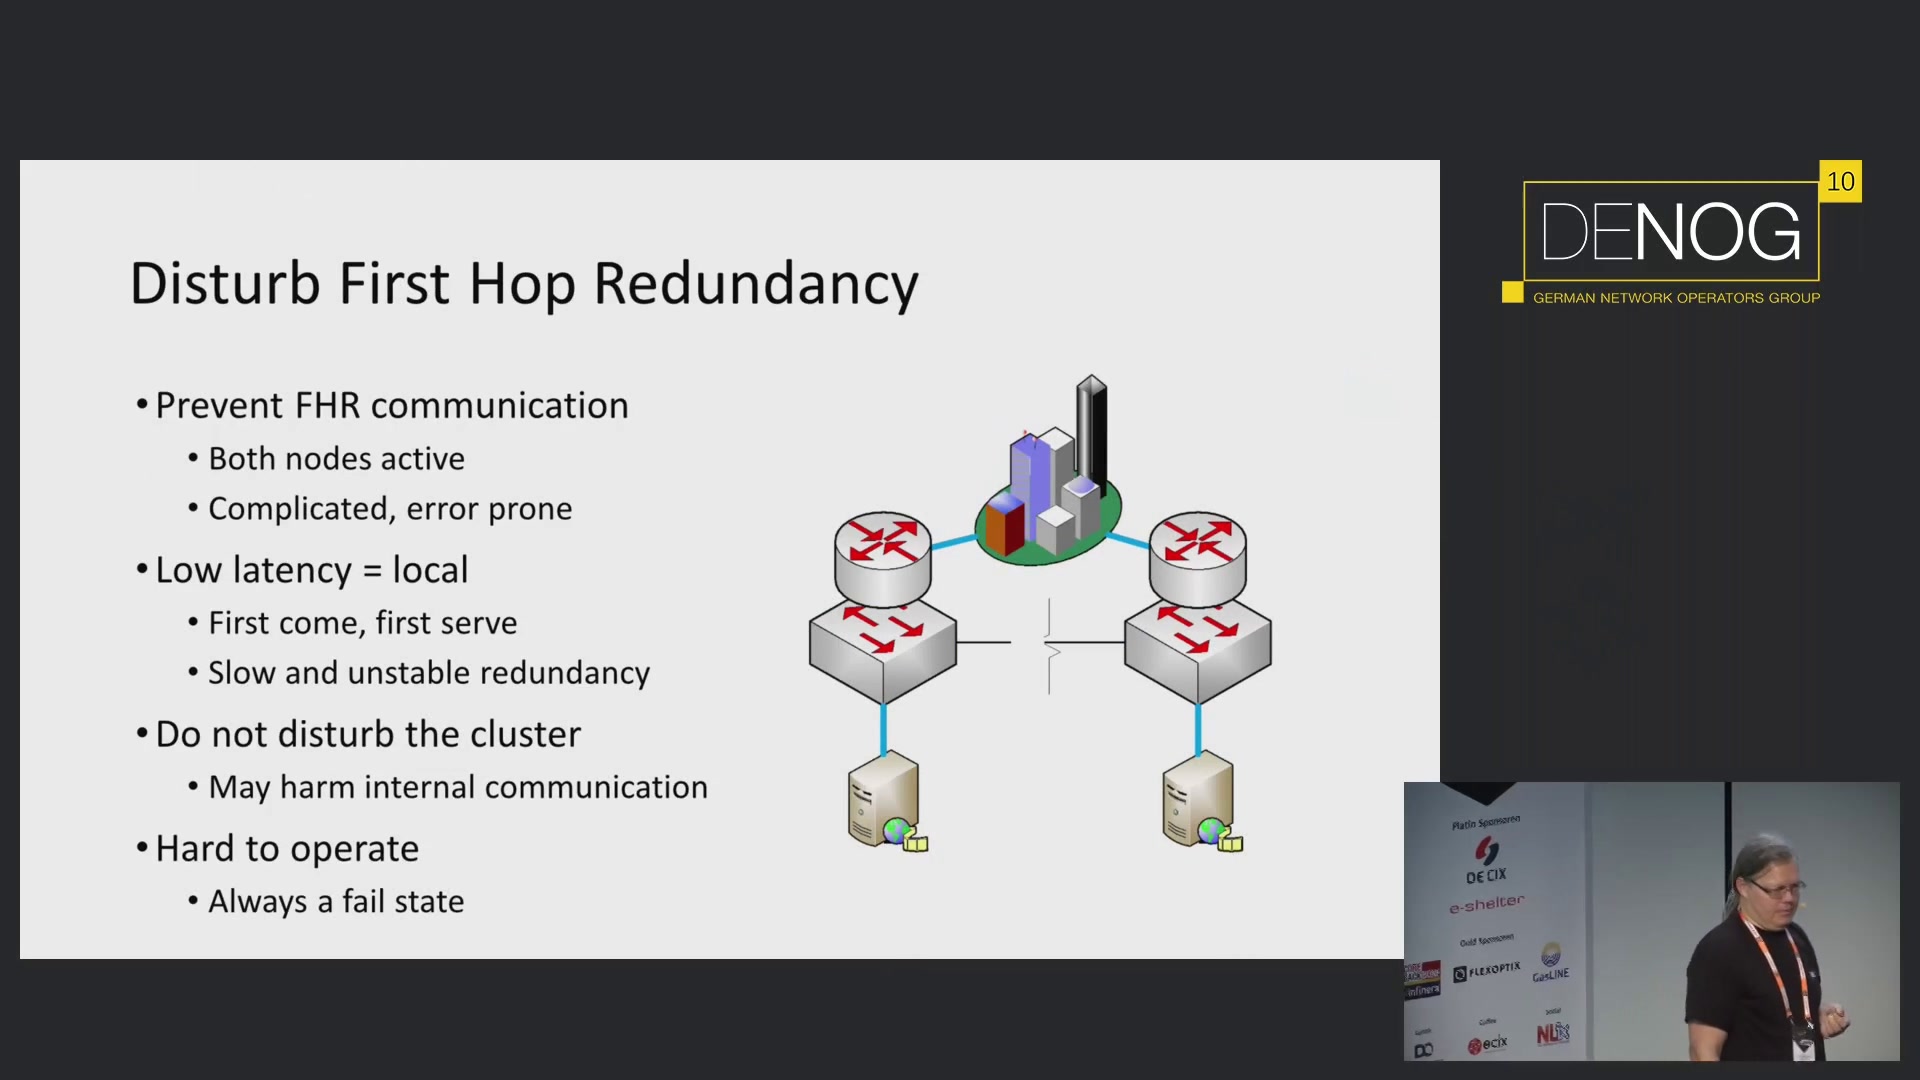 Disturb First Hop Redundancy
• Prevent FHR communication
• Both nodes active
• Complicated, error prone
• Low latency = local
• First come, first serve
• Slow and unstable redundancy
• Do not disturb the cluster
• May harm internal communication
• Hard to operate
• Always a fail state
10
DENOG
GERMAN NETWORK OPERATORS GROUP
Platin Sponsoren
DE CIX
e-shelter
Gold Sponsoren
FLEXOPTIX
GasLINE
infinera
ecix